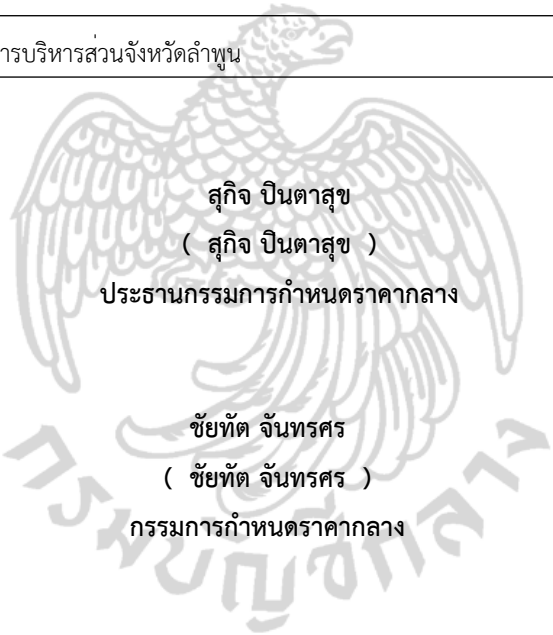 ารบริหารส่วนจังหวัดลำพูน
สุกิจ ปินตาสุข
( สุกิจ ปินตาสุข )
ประธานกรรมการกำหนดราคากลาง
ชัยทัต จันทรศร
( ชัยทัต จันทรศร )
กรรมการกำหนดราคากลาง
กรมบัญชีกลาง